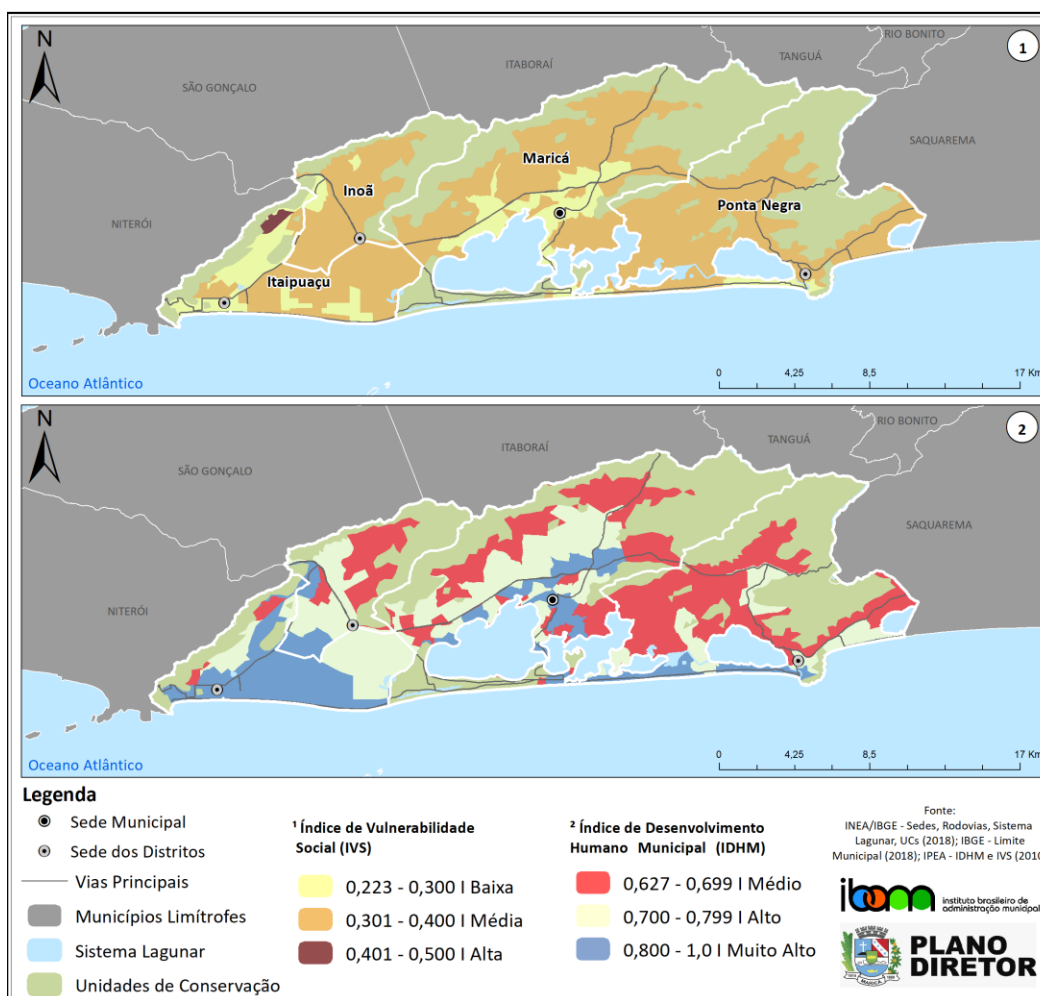 N
1
RIO BONITO
TANGUÁ
ITABORAÍ
SÃO GONÇALO
SAQUAREMA
Maricá
Inoã
Ponta Negra
NITERÓI
Itaipuaçu
Oceano Atlântico
0 4,25 8,5 17 Km
N
2
RIO BONITO
TANGUÁ
ITABORAÍ
SÃO GONÇALO
SAQUAREMA
NITERÓI
Oceano Atlântico
0 4,25 8,5 17 Km
Legenda
Sede Municipal
Sede dos Distritos
Vias Principais
Municípios Limítrofes
Sistema Lagunar
Unidades de Conservação
¹ Índice de Vulnerabilidade
Social (IVS)
0,223 - 0,300 I Baixa
0,301 - 0,400 I Média
0,401 - 0,500 I Alta
² Índice de Desenvolvimento
Humano Municipal (IDHM)
0,627 - 0,699 I Médio
0,700 - 0,799 I Alto
0,800 - 1,0 I Muito Alto
Fonte:
INEA/IBGE - Sedes, Rodovias, Sistema
Lagunar, UCs (2018); IBGE - Limite
Municipal (2018); IPEA - IDHM e IVS (2010
ibam instituto brasileiro de
administração municipal
PLANO
DIRETOR
MARICÁ